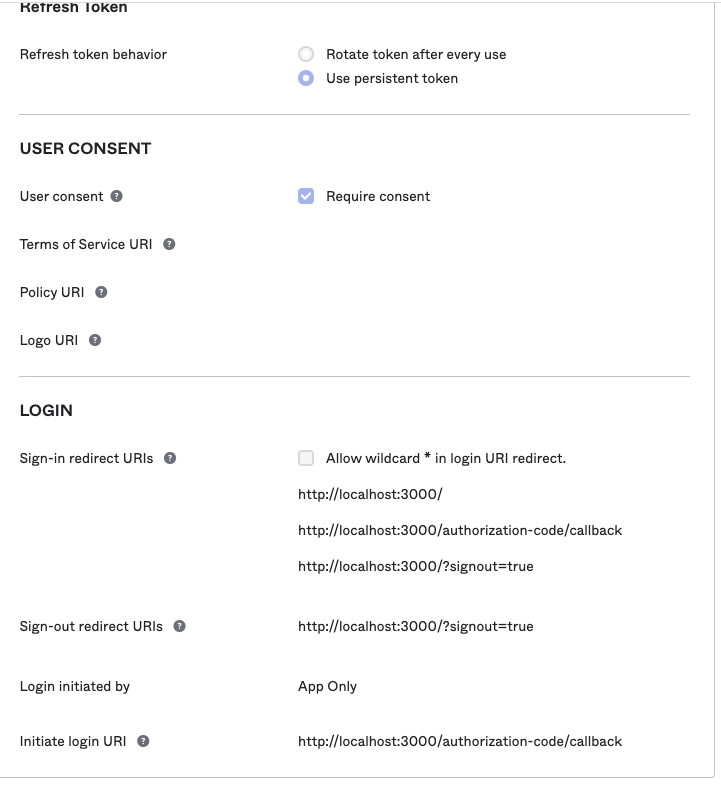 Refresh Token
Refresh token behavior
Rotate token after every use
Use persistent token
USER CONSENT
User consent ?
Require consent
Terms of Service URI ?
Policy URI ?
Logo URI ?
LOGIN
Sign-in redirect URIs ?
Allow wildcard * in login URI redirect.
http://localhost:3000/
http://localhost:3000/authorization-code/callback
http://localhost:3000/?signout=true
Sign-out redirect URIs ?
http://localhost:3000/?signout=true
Login initiated by
App Only
Initiate login URI ?
http://localhost:3000/authorization-code/callback